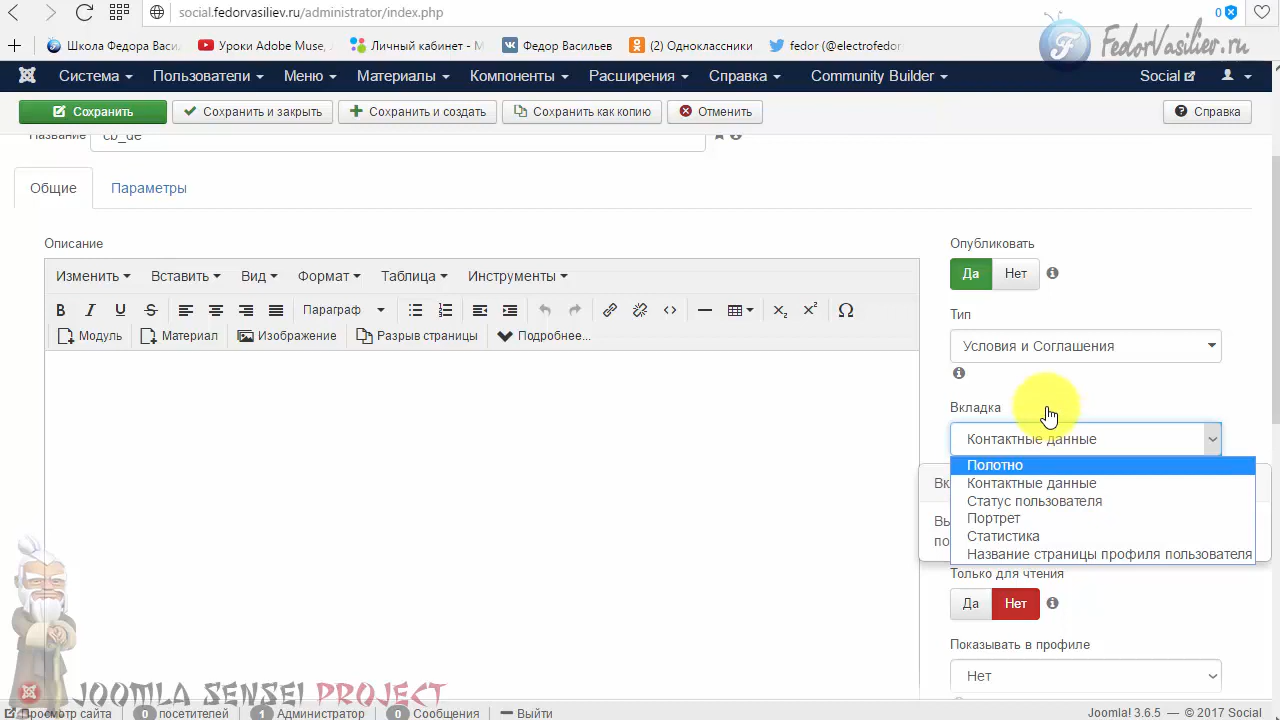 social.fedorvasiliev.ru/administrator/index.php
0
Школа Федора Васил
Уроки Adobe Muse,
Личный кабинет - М
Федор Васильев
(2) Одноклассники
fedor (@electrofedor
FedorVasiliev.ru
Система
Пользователи
Меню
Материалы
Компоненты
Расширения
Справка
Community Builder
Social
Сохранить
Сохранить и закрыть
Сохранить и создать
Сохранить как копию
Отменить
Справка
Название
cb_de
Общие
Параметры
Описание
Изменить
Вставить
Вид
Формат
Таблица
Инструменты
Параграф
Модуль
Материал
Изображение
Разрыв страницы
Подробнее...
Опубликовать
Да
Нет
Тип
Условия и Соглашения
Вкладка
Контактные данные
Полотно
Контактные данные
Статус пользователя
Портрет
Статистика
Название страницы профиля пользователя
Только для чтения
Да
Нет
Показывать в профиле
Нет
JOOMLA SENSEI PROJECT
Просмотр сайта
0 посетителей
1 Администратор
0 Сообщения
Выйти
Joomla! 3.6.5 — © 2017 Social